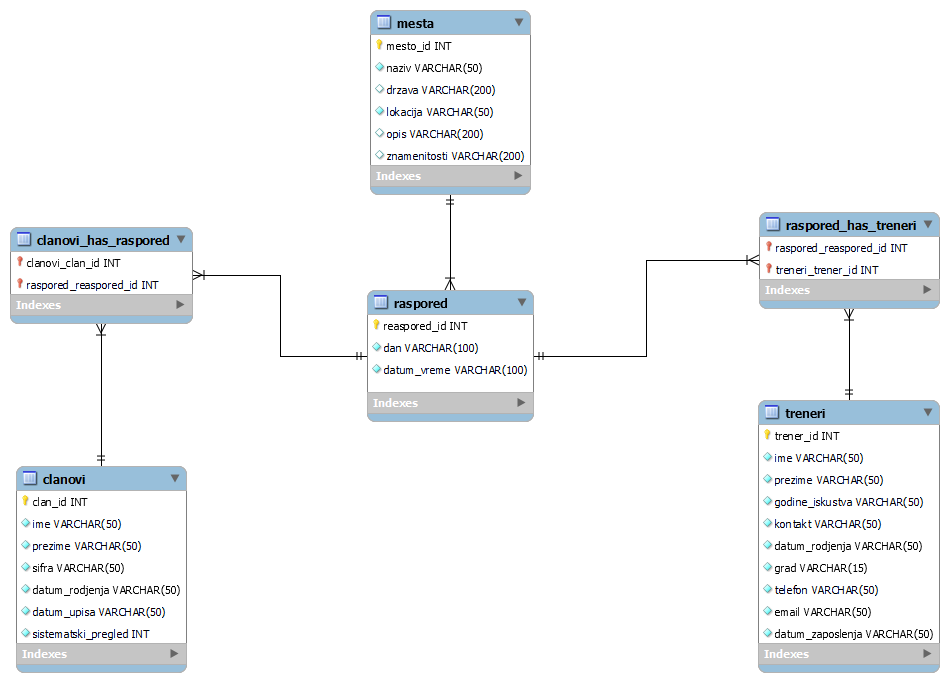 mesta
mesto_id INT
naziv VARCHAR(50)
drzava VARCHAR(200)
lokacija VARCHAR(50)
opis VARCHAR(200)
znamenitosti VARCHAR(200)
Indexes
clanovi_has_raspored
clanovi_clan_id INT
raspored_reaspored_id INT
Indexes
raspored
reaspored_id INT
dan VARCHAR(100)
datum_vreme VARCHAR(100)
Indexes
raspored_has_treneri
raspored_reaspored_id INT
treneri_trener_id INT
Indexes
clanovi
clan_id INT
ime VARCHAR(50)
prezime VARCHAR(50)
sifra VARCHAR(50)
datum_rodjenja VARCHAR(50)
datum_upisa VARCHAR(50)
sistematski_pregled INT
Indexes
treneri
trener_id INT
ime VARCHAR(50)
prezime VARCHAR(50)
godine_iskustva VARCHAR(50)
kontakt VARCHAR(50)
datum_rodjenja VARCHAR(50)
grad VARCHAR(15)
telefon VARCHAR(50)
email VARCHAR(50)
datum_zaposlenja VARCHAR(50)
Indexes